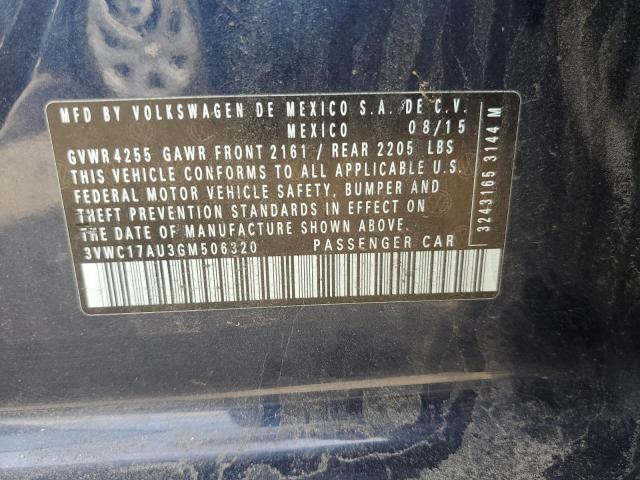 MFD BY VOLKSWAGEN DE MEXICO S.A. DE C.V.
MEXICO 08/15
GVWR 4255 GAWR FRONT 2161 / REAR 2205 LBS
THIS VEHICLE CONFORMS TO ALL APPLICABLE U.S.
FEDERAL MOTOR VEHICLE SAFETY, BUMPER AND
THEFT PREVENTION STANDARDS IN EFFECT ON
THE DATE OF MANUFACTURE SHOWN ABOVE.
3VWC17AU3GM506320 PASSENGER CAR
3243165 3144 M